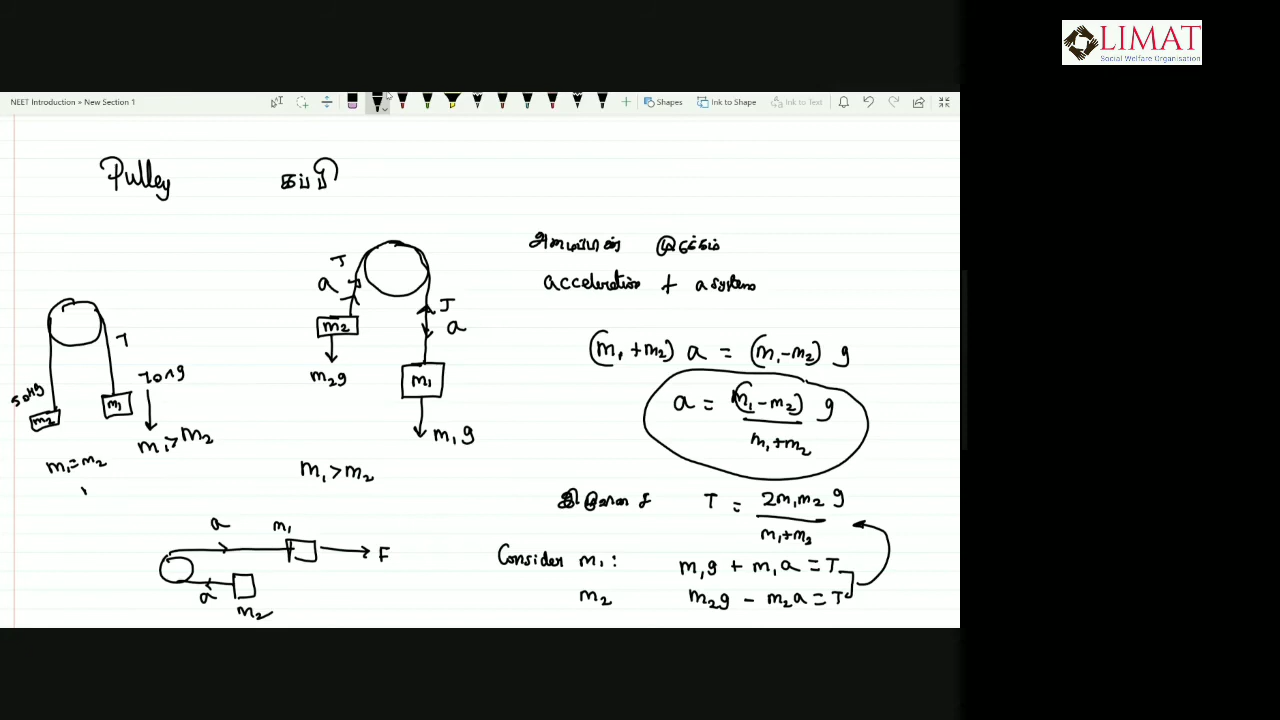 LIMAT
Social Welfare Organisation
NEET Introduction » New Section 1
Shapes
Ink to Shape
Ink to Text
Pulley கப்பி
acceleration of a system
(m₁ + m₂) a = (m₁ - m₂) g
a = (m₁ - m₂) g
m₁ + m₂
T = 2m₁m₂ g
m₁ + m₂
Consider m₁ : m₁g + m₁a = T
m₂ m₂g - m₂a = T
T
a
m₂
m₂g
T
a
m₁
m₁g
m₁ > m₂
T
50kg
70kg
m₂
m₁
m₁ > m₂
m₁ = m₂
a
m₁
F
a
m₂